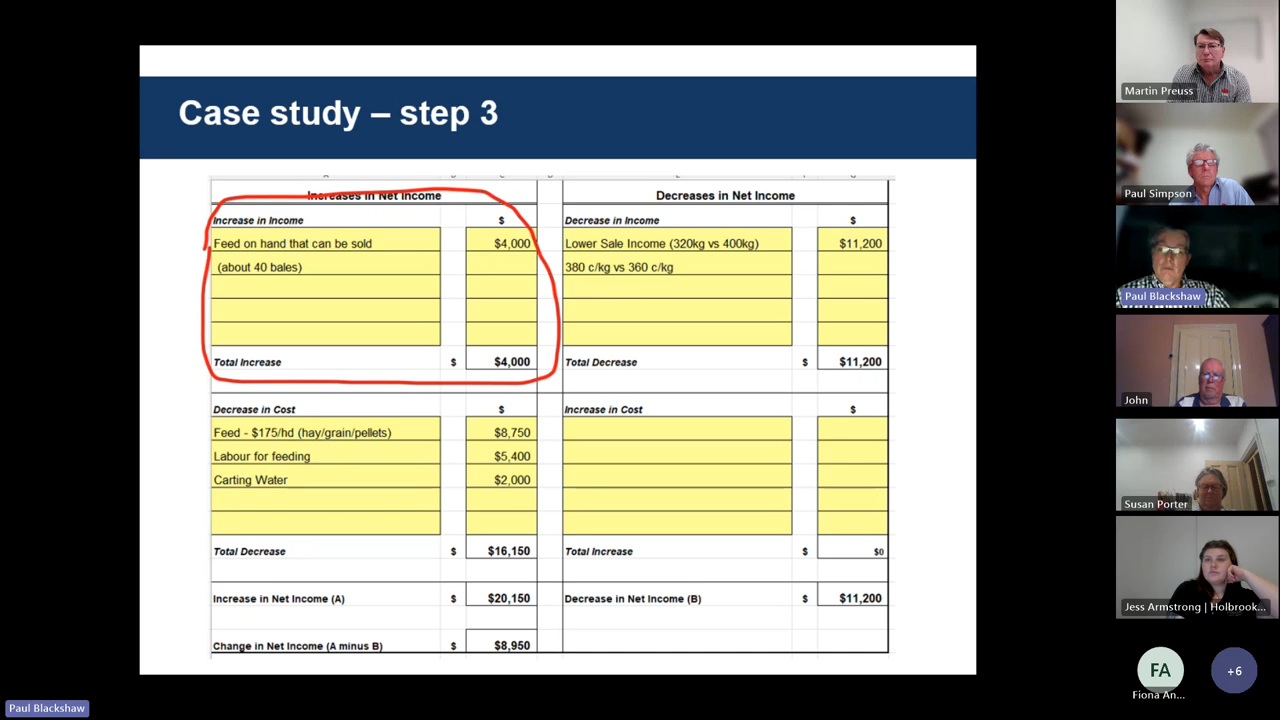 Case study – step 3
Increases in Net Income
Decreases in Net Income
Increase in Income $
Decrease in Income $
Feed on hand that can be sold $4,000
Lower Sale Income (320kg vs 400kg) $11,200
(about 40 bales)
380 c/kg vs 360 c/kg
Total Increase $ $4,000
Total Decrease $ $11,200
Decrease in Cost $
Increase in Cost $
Feed - $175/hd (hay/grain/pellets) $8,750
Labour for feeding $5,400
Carting Water $2,000
Total Decrease $ $16,150
Total Increase $ $0
Increase in Net Income (A) $ $20,150
Decrease in Net Income (B) $ $11,200
Change in Net Income (A minus B) $ $8,950
Martin Preuss
Paul Simpson
Paul Blackshaw
John
Susan Porter
Jess Armstrong | Holbrook...
FA
Fiona An...
+6
Paul Blackshaw